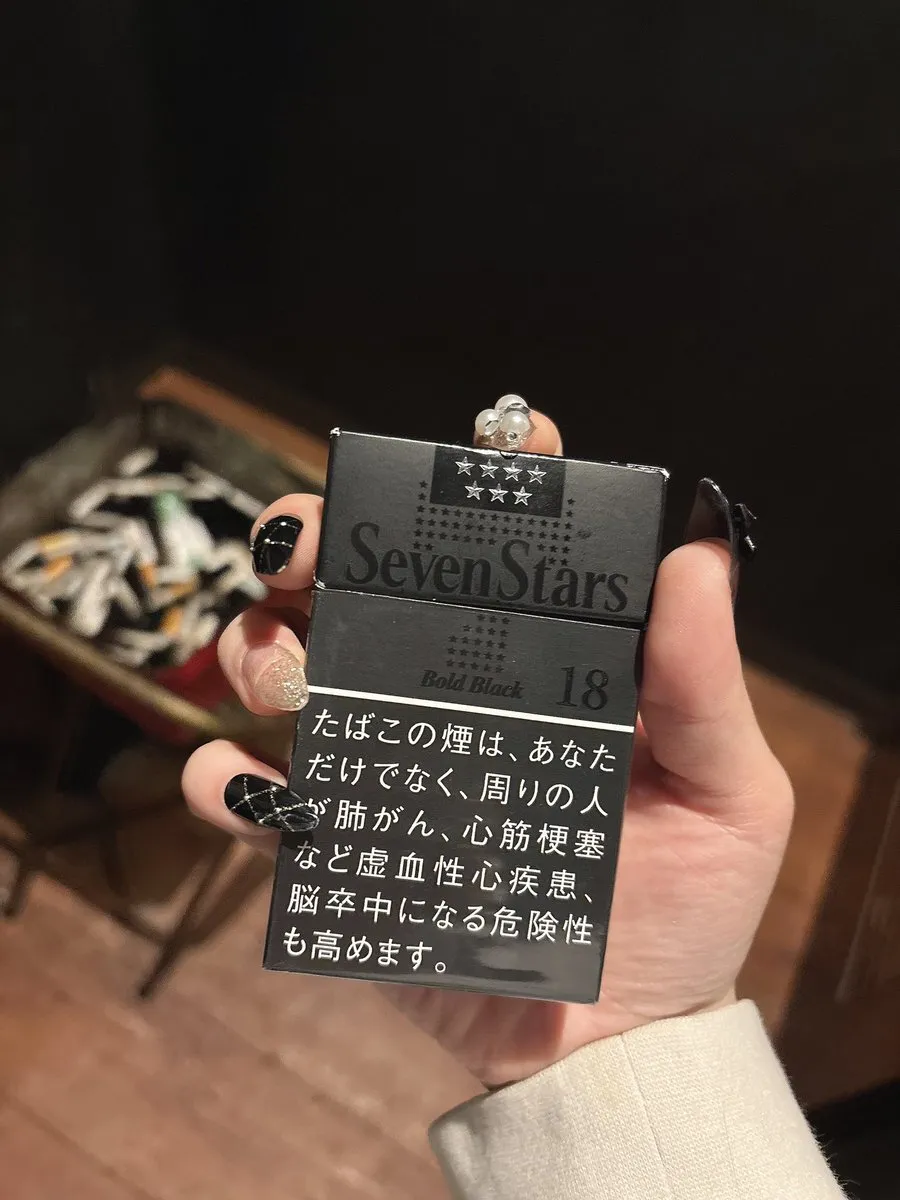 SevenStars
Bold Black 18
たばこの煙は、あなた
だけでなく、周りの人
が肺がん、心筋梗塞
など虚血性心疾患、
脳卒中になる危険性
も高めます。